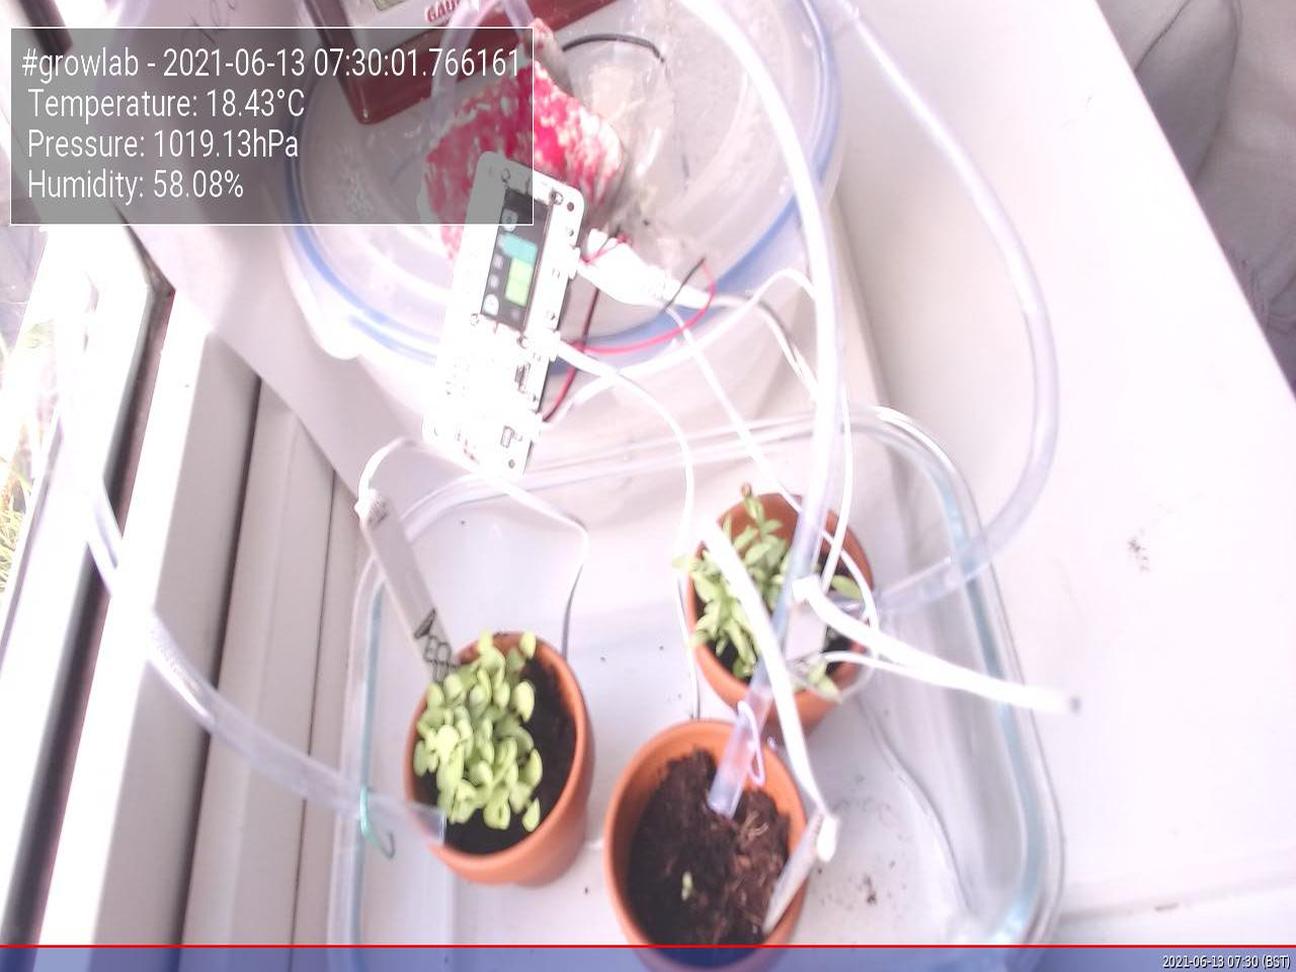 #growlab - 2021-06-13 07:30:01.766161
Temperature: 18.43°C
Pressure: 1019.13hPa
Humidity: 58.08%
2021-06-13 07:30 (BST)